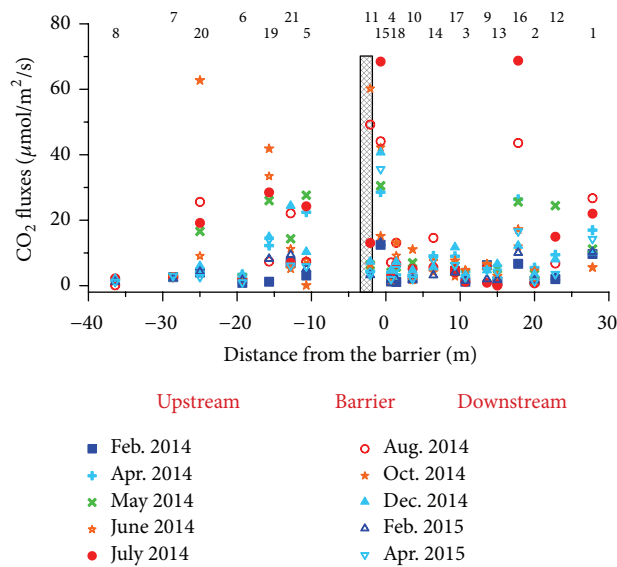 7 6 21 11 4 10 17 9 16 12
8 20 19 5 15 18 14 3 13 2 1
80
60
40
20
0
CO2 fluxes (μmol/m²/s)
−40 −30 −20 −10 0 10 20 30
Distance from the barrier (m)
Upstream Barrier Downstream
Feb. 2014 Aug. 2014
Apr. 2014 Oct. 2014
May 2014 Dec. 2014
June 2014 Feb. 2015
July 2014 Apr. 2015